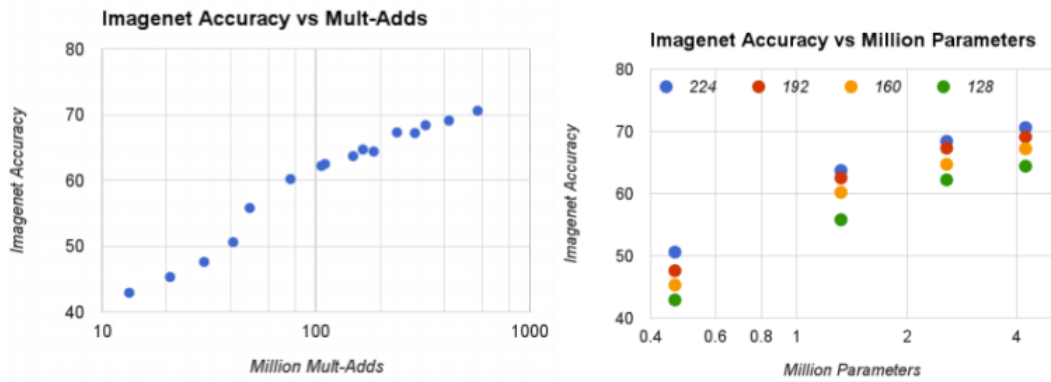 Imagenet Accuracy vs Mult-Adds
80
70
60
50
40
Imagenet Accuracy
10 100 1000
Million Mult-Adds
Imagenet Accuracy vs Million Parameters
224 192 160 128
80
70
60
50
40
Imagenet Accuracy
0.4 0.6 0.8 1 2 4
Million Parameters